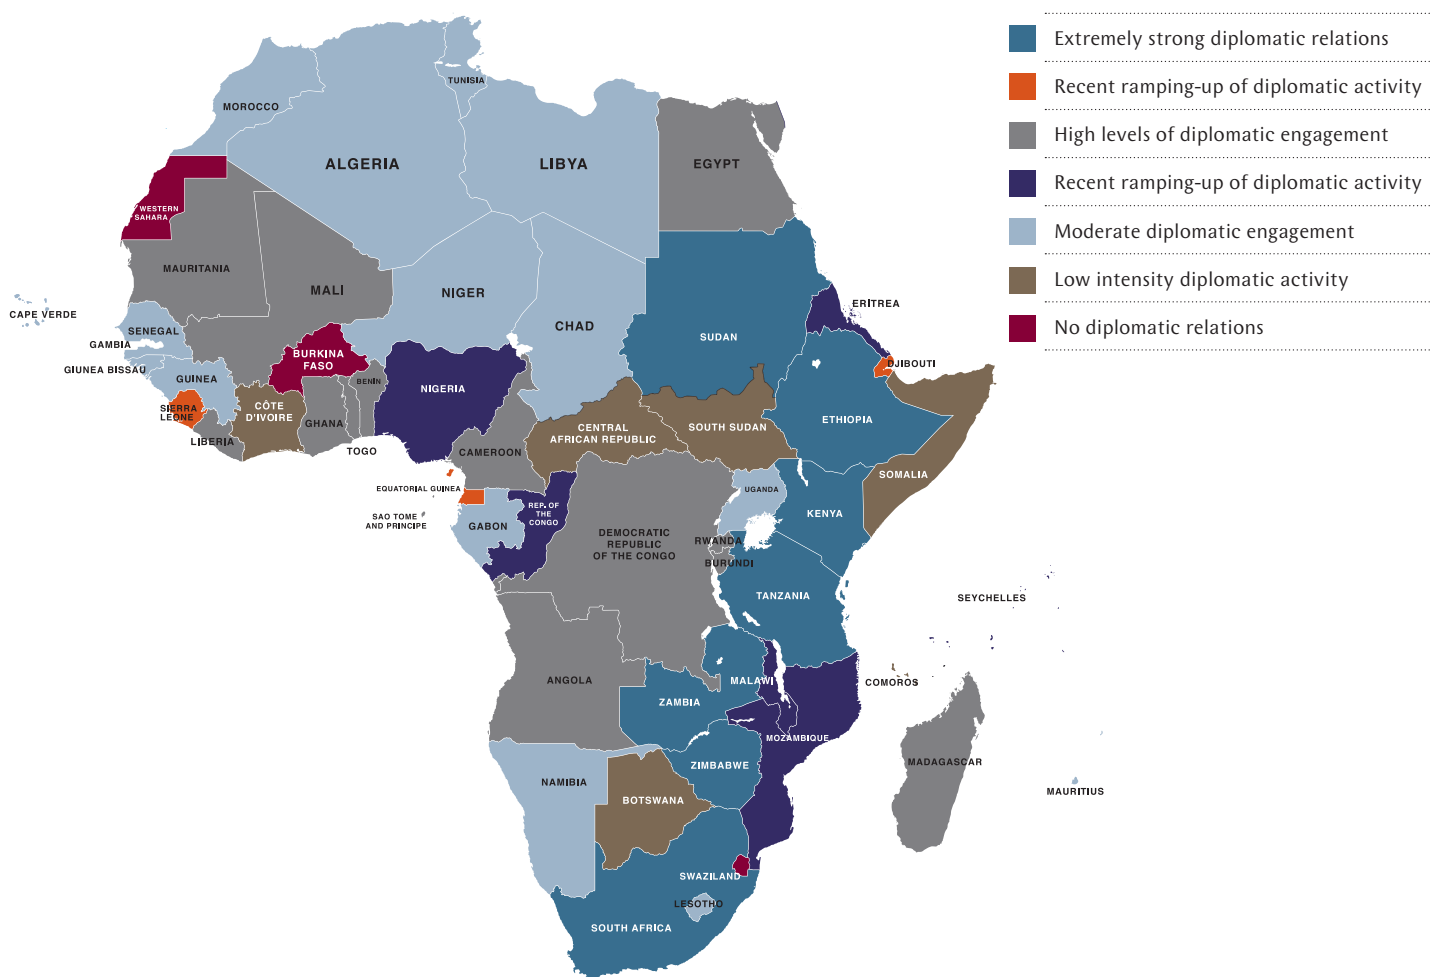 Extremely strong diplomatic relations
Recent ramping-up of diplomatic activity
High levels of diplomatic engagement
Recent ramping-up of diplomatic activity
Moderate diplomatic engagement
Low intensity diplomatic activity
No diplomatic relations
TUNISIA
MOROCCO
ALGERIA
LIBYA
EGYPT
WESTERN
SAHARA
MAURITANIA
MALI
NIGER
CHAD
SUDAN
ERITREA
CAPE VERDE
SENEGAL
GAMBIA
GIUNEA BISSAU
GUINEA
SIERRA
LEONE
LIBERIA
CÔTE
D'IVOIRE
BURKINA
FASO
GHANA
TOGO
BENIN
NIGERIA
CAMEROON
CENTRAL
AFRICAN REPUBLIC
SOUTH SUDAN
ETHIOPIA
DJIBOUTI
SOMALIA
EQUATORIAL GUINEA
SAO TOME
AND PRINCIPE
GABON
REP. OF
THE
CONGO
DEMOCRATIC
REPUBLIC
OF THE CONGO
UGANDA
KENYA
RWANDA
BURUNDI
TANZANIA
SEYCHELLES
COMOROS
ANGOLA
ZAMBIA
MALAWI
MOZAMBIQUE
ZIMBABWE
MADAGASCAR
MAURITIUS
NAMIBIA
BOTSWANA
SWAZILAND
LESOTHO
SOUTH AFRICA